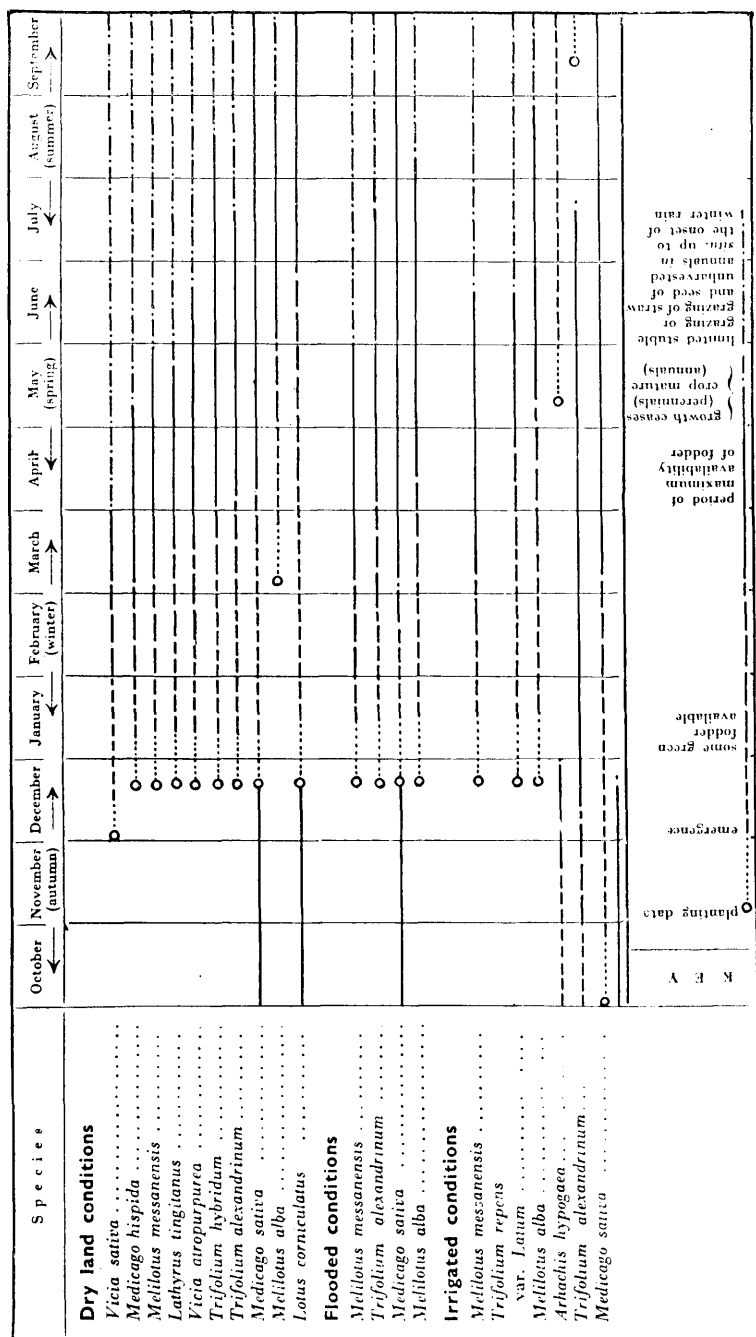 Species
October
November
(autumn)
December
January
February
(winter)
March
April
May
(spring)
June
July
August
(summer)
September
Dry land conditions
Vicia sativa
Medicago hispida
Melilotus messanensis
Lathyrus tingitanus
Vicia atropurpurea
Trifolium hybridum
Trifolium alexandrinum
Medicago sativa
Melilotus alba
Lotus corniculatus
Flooded conditions
Melilotus messanensis
Trifolium alexandrinum
Medicago sativa
Melilotus alba
Irrigated conditions
Melilotus messanensis
Trifolium repens
var. Latum
Melilotus alba
Arhachis hypogaea
Trifolium alexandrinum
Medicago sativa
KEY
planting data
emergence
some green
fodder
available
period of
maximum
availability
of fodder
growth ceases
(perennials)
crop mature
(annuals)
limited stuble
grazing or
grazing of straw
and seed of
unharvested
annuals in
situ. up to
the onset of
winter rain